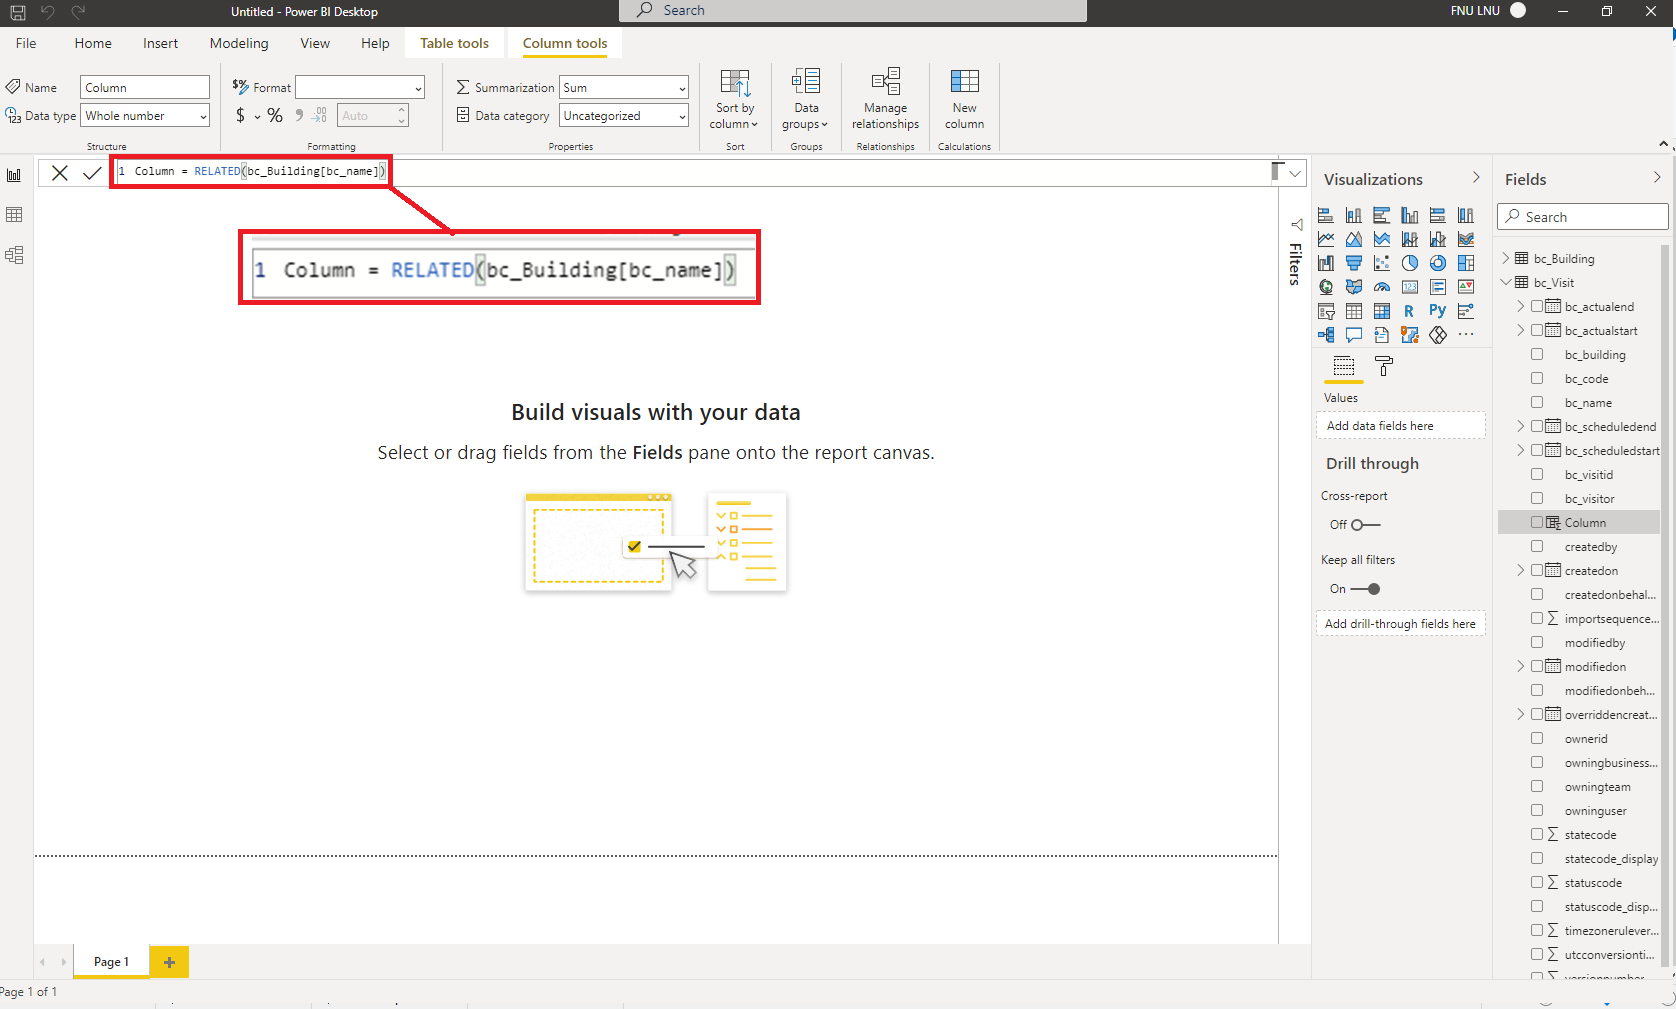 Untitled - Power BI Desktop
Search
FNU LNU
File
Home
Insert
Modeling
View
Help
Table tools
Column tools
Name
Column
Data type
Whole number
Structure
Format
$ % 9
Auto
Formatting
Summarization
Sum
Data category
Uncategorized
Properties
Sort by
column
Sort
Data
groups
Groups
Manage
relationships
Relationships
New
column
Calculations
1 Column = RELATED(bc_Building[bc_name])
1 Column = RELATED(bc_Building[bc_name])
Build visuals with your data
Select or drag fields from the Fields pane onto the report canvas.
Filters
Visualizations
R
Py
Values
Add data fields here
Drill through
Cross-report
Off
Keep all filters
On
Add drill-through fields here
Fields
Search
bc_Building
bc_Visit
bc_actualend
bc_actualstart
bc_building
bc_code
bc_name
bc_scheduledend
bc_scheduledstart
bc_visitid
bc_visitor
Column
createdby
createdon
createdonbehal...
importsequence...
modifiedby
modifiedon
modifiedonbeh...
overriddencreat...
ownerid
owningbusiness...
owningteam
owninguser
statecode
statecode_display
statuscode
statuscode_disp...
timezonerulever...
utcconversionti...
versionnumber
Page 1
+
Page 1 of 1